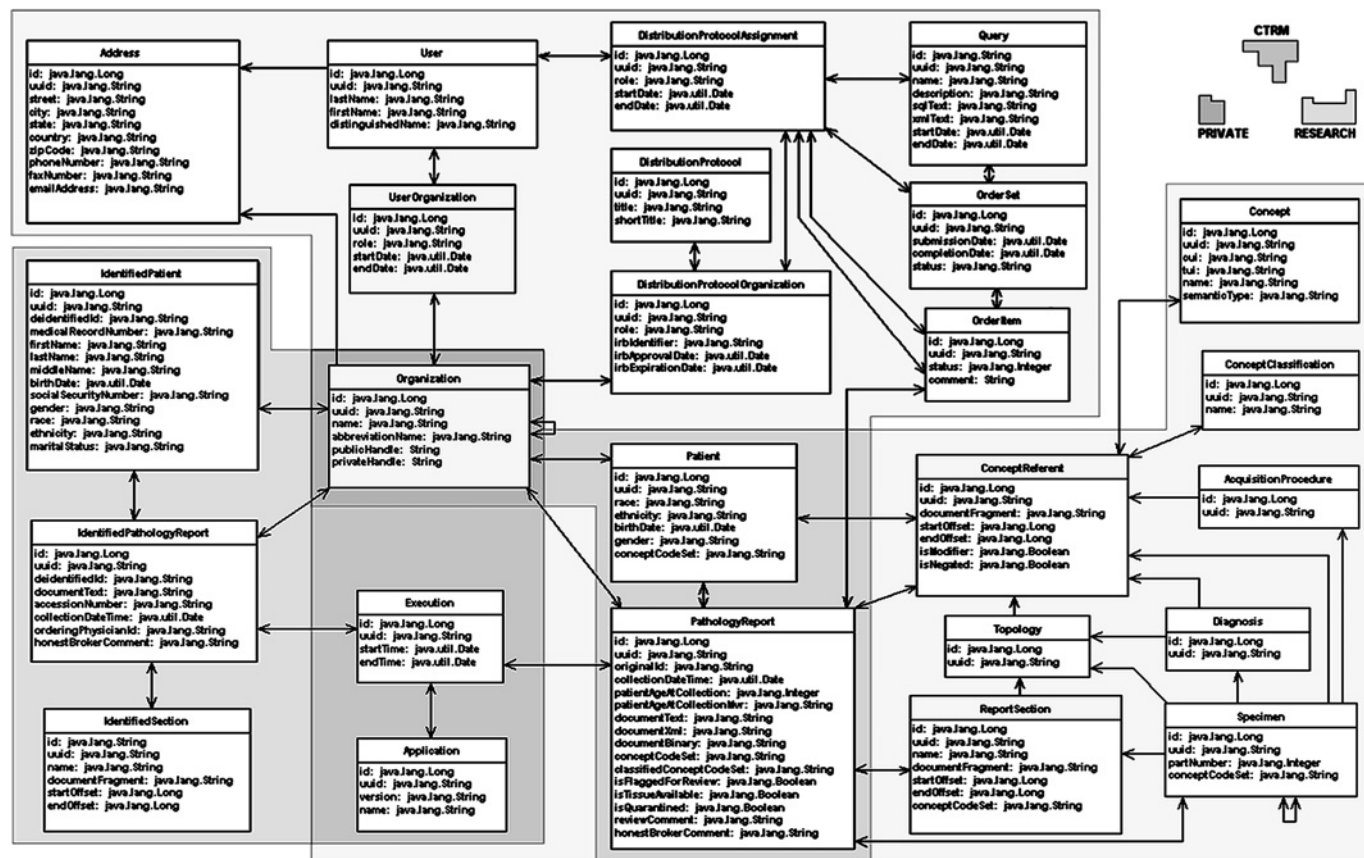 Address
id: java.lang.Long
uuid: java.lang.String
street: java.lang.String
city: java.lang.String
state: java.lang.String
country: java.lang.String
zipCode: java.lang.String
phoneNumber: java.lang.String
faxNumber: java.lang.String
emailAddress: java.lang.String
User
id: java.lang.Long
uuid: java.lang.String
lastName: java.lang.String
firstName: java.lang.String
distinguishedName: java.lang.String
DistributionProtocolAssignment
id: java.lang.Long
uuid: java.lang.String
role: java.lang.String
startDate: java.util.Date
endDate: java.util.Date
Query
id: java.lang.String
uuid: java.lang.String
name: java.lang.String
description: java.lang.String
sqlText: java.lang.String
xmlText: java.lang.String
startDate: java.util.Date
endDate: java.util.Date
CTRM
PRIVATE
RESEARCH
UserOrganization
id: java.lang.Long
uuid: java.lang.String
role: java.lang.String
startDate: java.util.Date
endDate: java.util.Date
DistributionProtocol
id: java.lang.Long
uuid: java.lang.String
title: java.lang.String
shortTitle: java.lang.String
OrderSet
id: java.lang.Long
uuid: java.lang.String
submissionDate: java.util.Date
completionDate: java.util.Date
status: java.lang.String
Concept
id: java.lang.Long
uuid: java.lang.String
cui: java.lang.String
tui: java.lang.String
name: java.lang.String
semanticType: java.lang.String
IdentifiedPatient
id: java.lang.Long
uuid: java.lang.String
deidentifiedId: java.lang.String
medicalRecordNumber: java.lang.String
firstName: java.lang.String
lastName: java.lang.String
middleName: java.lang.String
birthDate: java.util.Date
socialSecurityNumber: java.lang.String
gender: java.lang.String
race: java.lang.String
ethnicity: java.lang.String
maritalStatus: java.lang.String
DistributionProtocolOrganization
id: java.lang.Long
uuid: java.lang.String
role: java.lang.String
irbIdentifier: java.lang.String
irbApprovalDate: java.util.Date
irbExpirationDate: java.util.Date
OrderItem
id: java.lang.Long
uuid: java.lang.String
status: java.lang.Integer
comment: String
Organization
id: java.lang.Long
uuid: java.lang.String
name: java.lang.String
abbreviationName: java.lang.String
publicHandle: String
privateHandle: String
ConceptClassification
id: java.lang.Long
uuid: java.lang.String
name: java.lang.String
Patient
id: java.lang.Long
uuid: java.lang.String
race: java.lang.String
ethnicity: java.lang.String
birthDate: java.util.Date
gender: java.lang.String
conceptCodeSet: java.lang.String
ConceptReferent
id: java.lang.Long
uuid: java.lang.String
documentFragment: java.lang.String
startOffset: java.lang.Long
endOffset: java.lang.Long
isModifier: java.lang.Boolean
isNegated: java.lang.Boolean
AcquisitionProcedure
id: java.lang.Long
uuid: java.lang.String
IdentifiedPathologyReport
id: java.lang.Long
uuid: java.lang.String
deidentifiedId: java.lang.String
documentText: java.lang.String
accessionNumber: java.lang.String
collectionDateTime: java.util.Date
orderingPhysicianId: java.lang.String
honestBrokerComment: java.lang.String
Execution
id: java.lang.Long
uuid: java.lang.String
startTime: java.util.Date
endTime: java.util.Date
PathologyReport
id: java.lang.Long
uuid: java.lang.String
originalId: java.lang.String
collectionDateTime: java.util.Date
patientAgeAtCollection: java.lang.Integer
patientAgeAtCollectionMvr: java.lang.String
documentText: java.lang.String
documentXml: java.lang.String
documentBinary: java.lang.String
conceptCodeSet: java.lang.String
classifiedConceptCodeSet: java.lang.String
isFlaggedForReview: java.lang.Boolean
isTissueAvailable: java.lang.Boolean
isQuarantined: java.lang.Boolean
reviewComment: java.lang.String
honestBrokerComment: java.lang.String
Topology
id: java.lang.Long
uuid: java.lang.String
Diagnosis
id: java.lang.Long
uuid: java.lang.String
IdentifiedSection
id: java.lang.String
uuid: java.lang.String
name: java.lang.String
documentFragment: java.lang.String
startOffset: java.lang.Long
endOffset: java.lang.Long
Application
id: java.lang.Long
uuid: java.lang.String
version: java.lang.String
name: java.lang.String
ReportSection
id: java.lang.Long
uuid: java.lang.String
name: java.lang.String
documentFragment: java.lang.String
startOffset: java.lang.Long
endOffset: java.lang.Long
conceptCodeSet: java.lang.String
Specimen
id: java.lang.Long
uuid: java.lang.String
partNumber: java.lang.Integer
conceptCodeSet: java.lang.String